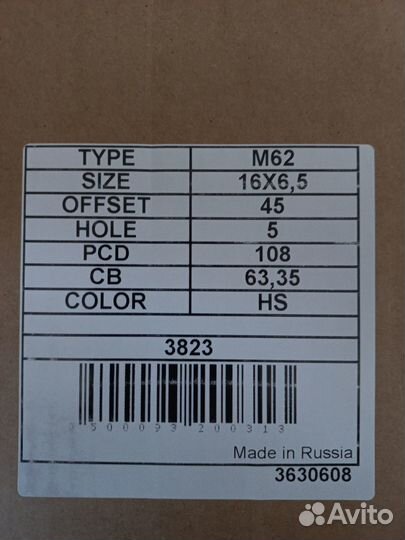 TYPE M62
SIZE 16X6,5
OFFSET 45
HOLE 5
PCD 108
CB 63,35
COLOR HS
3823
0500093200313
Made in Russia
3630608
Avito